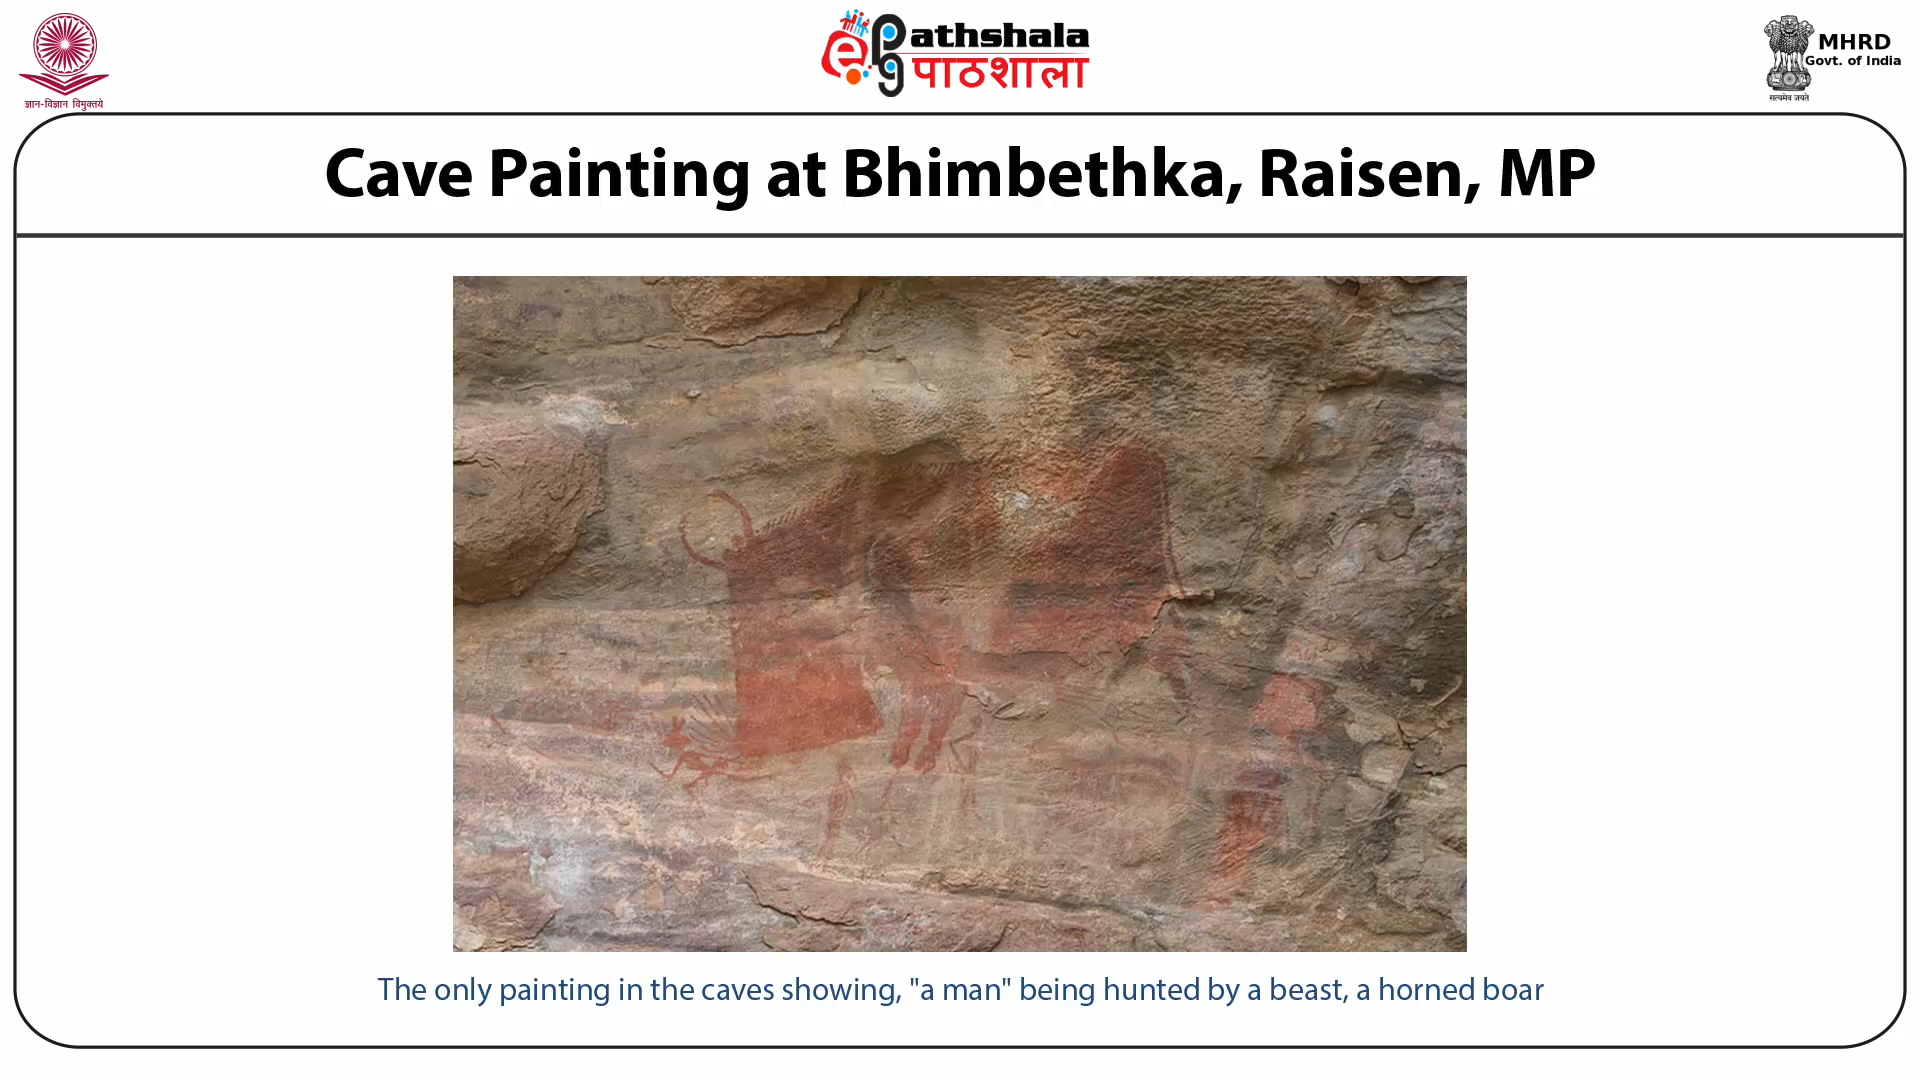 ज्ञान-विज्ञान विमुक्तये
ePathshala
पाठशाला
MHRD
Govt. of India
सत्यमेव जयते
Cave Painting at Bhimbethka, Raisen, MP
The only painting in the caves showing, "a man" being hunted by a beast, a horned boar